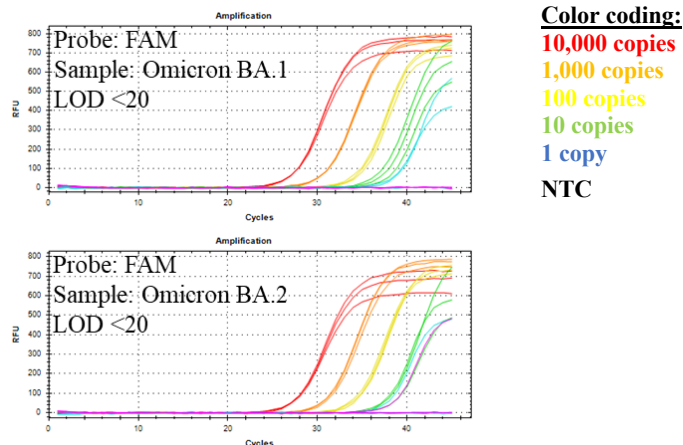 Amplification
800
700
600
500
400
300
200
100
0
RFU
Probe: FAM
Sample: Omicron BA.1
LOD <20
0
10
20
30
40
Cycles
Color coding:
10,000 copies
1,000 copies
100 copies
10 copies
1 copy
NTC
Amplification
800
700
600
500
400
300
200
100
0
RFU
Probe: FAM
Sample: Omicron BA.2
LOD <20
0
10
20
30
40
Cycles